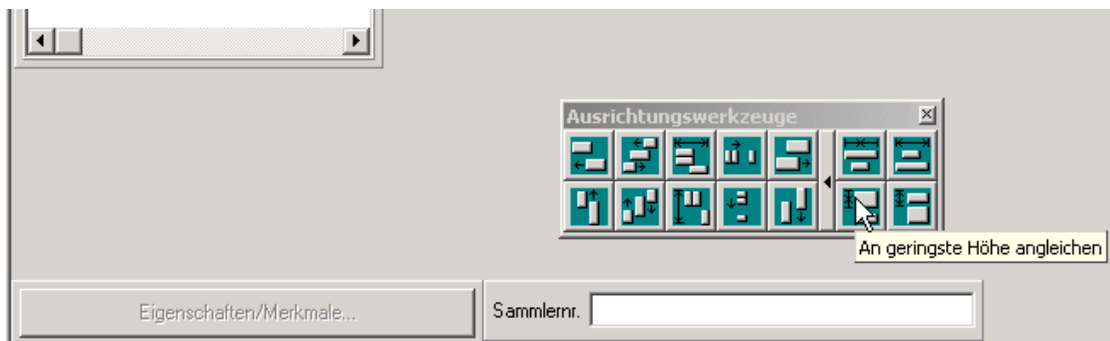 Ausrichtungswerkzeuge
An geringste Höhe angleichen
Eigenschaften/Merkmale...
Sammlernr.